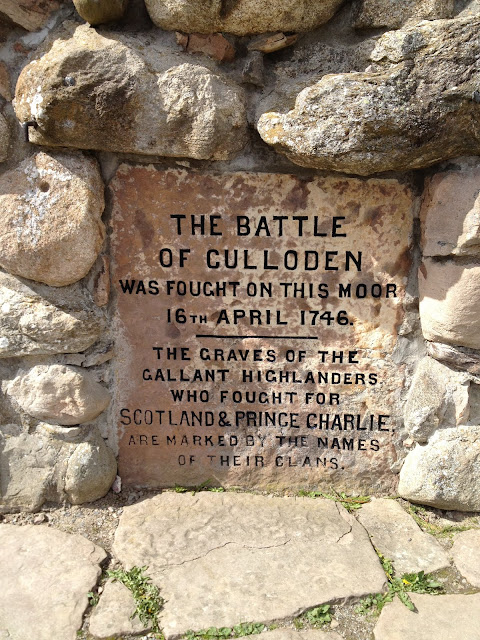 THE BATTLE
OF CULLODEN
WAS FOUGHT ON THIS MOOR
16TH APRIL 1746.
THE GRAVES OF THE
GALLANT HIGHLANDERS
WHO FOUGHT FOR
SCOTLAND & PRINCE CHARLIE.
ARE MARKED BY THE NAMES
OF THEIR CLANS.